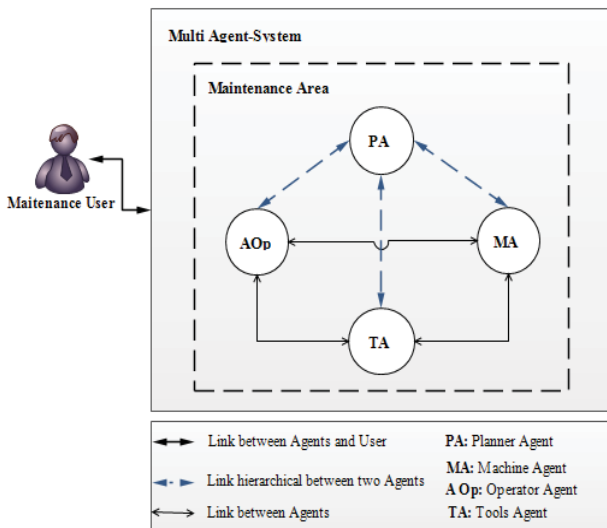 Multi Agent-System
Maintenance Area
PA
Maitenance User
AOp
MA
TA
Link between Agents and User
Link hierarchical between two Agents
Link between Agents
PA: Planner Agent
MA: Machine Agent
A Op: Operator Agent
TA: Tools Agent